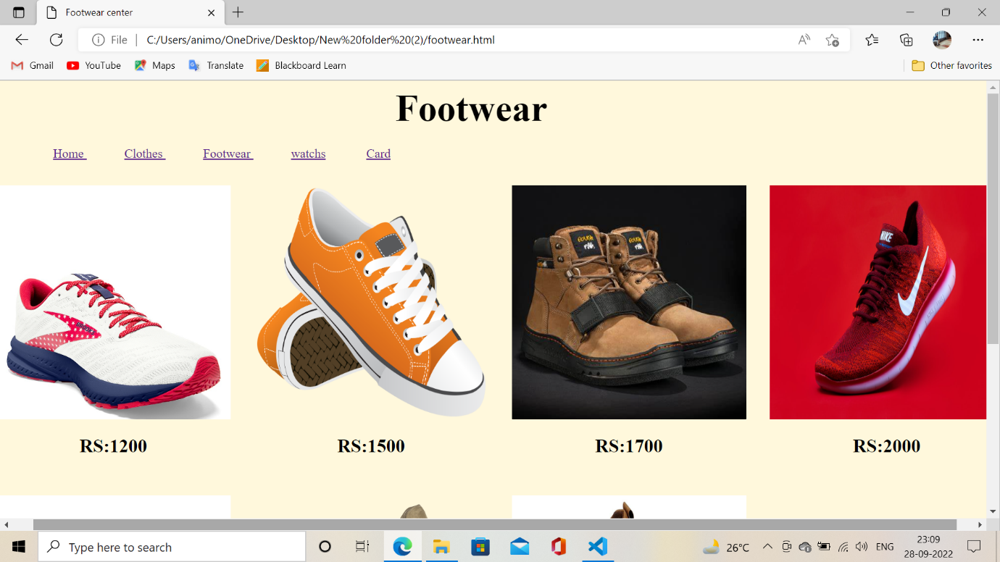 Footwear center
File
C:/Users/animo/OneDrive/Desktop/New%20folder%20(2)/footwear.html
Gmail YouTube Maps Translate Blackboard Learn Other favorites
Footwear
Home Clothes Footwear watchs Card
NIKE
RS:1200 RS:1500 RS:1700 RS:2000
Type here to search
26°C ENG
23:09
28-09-2022